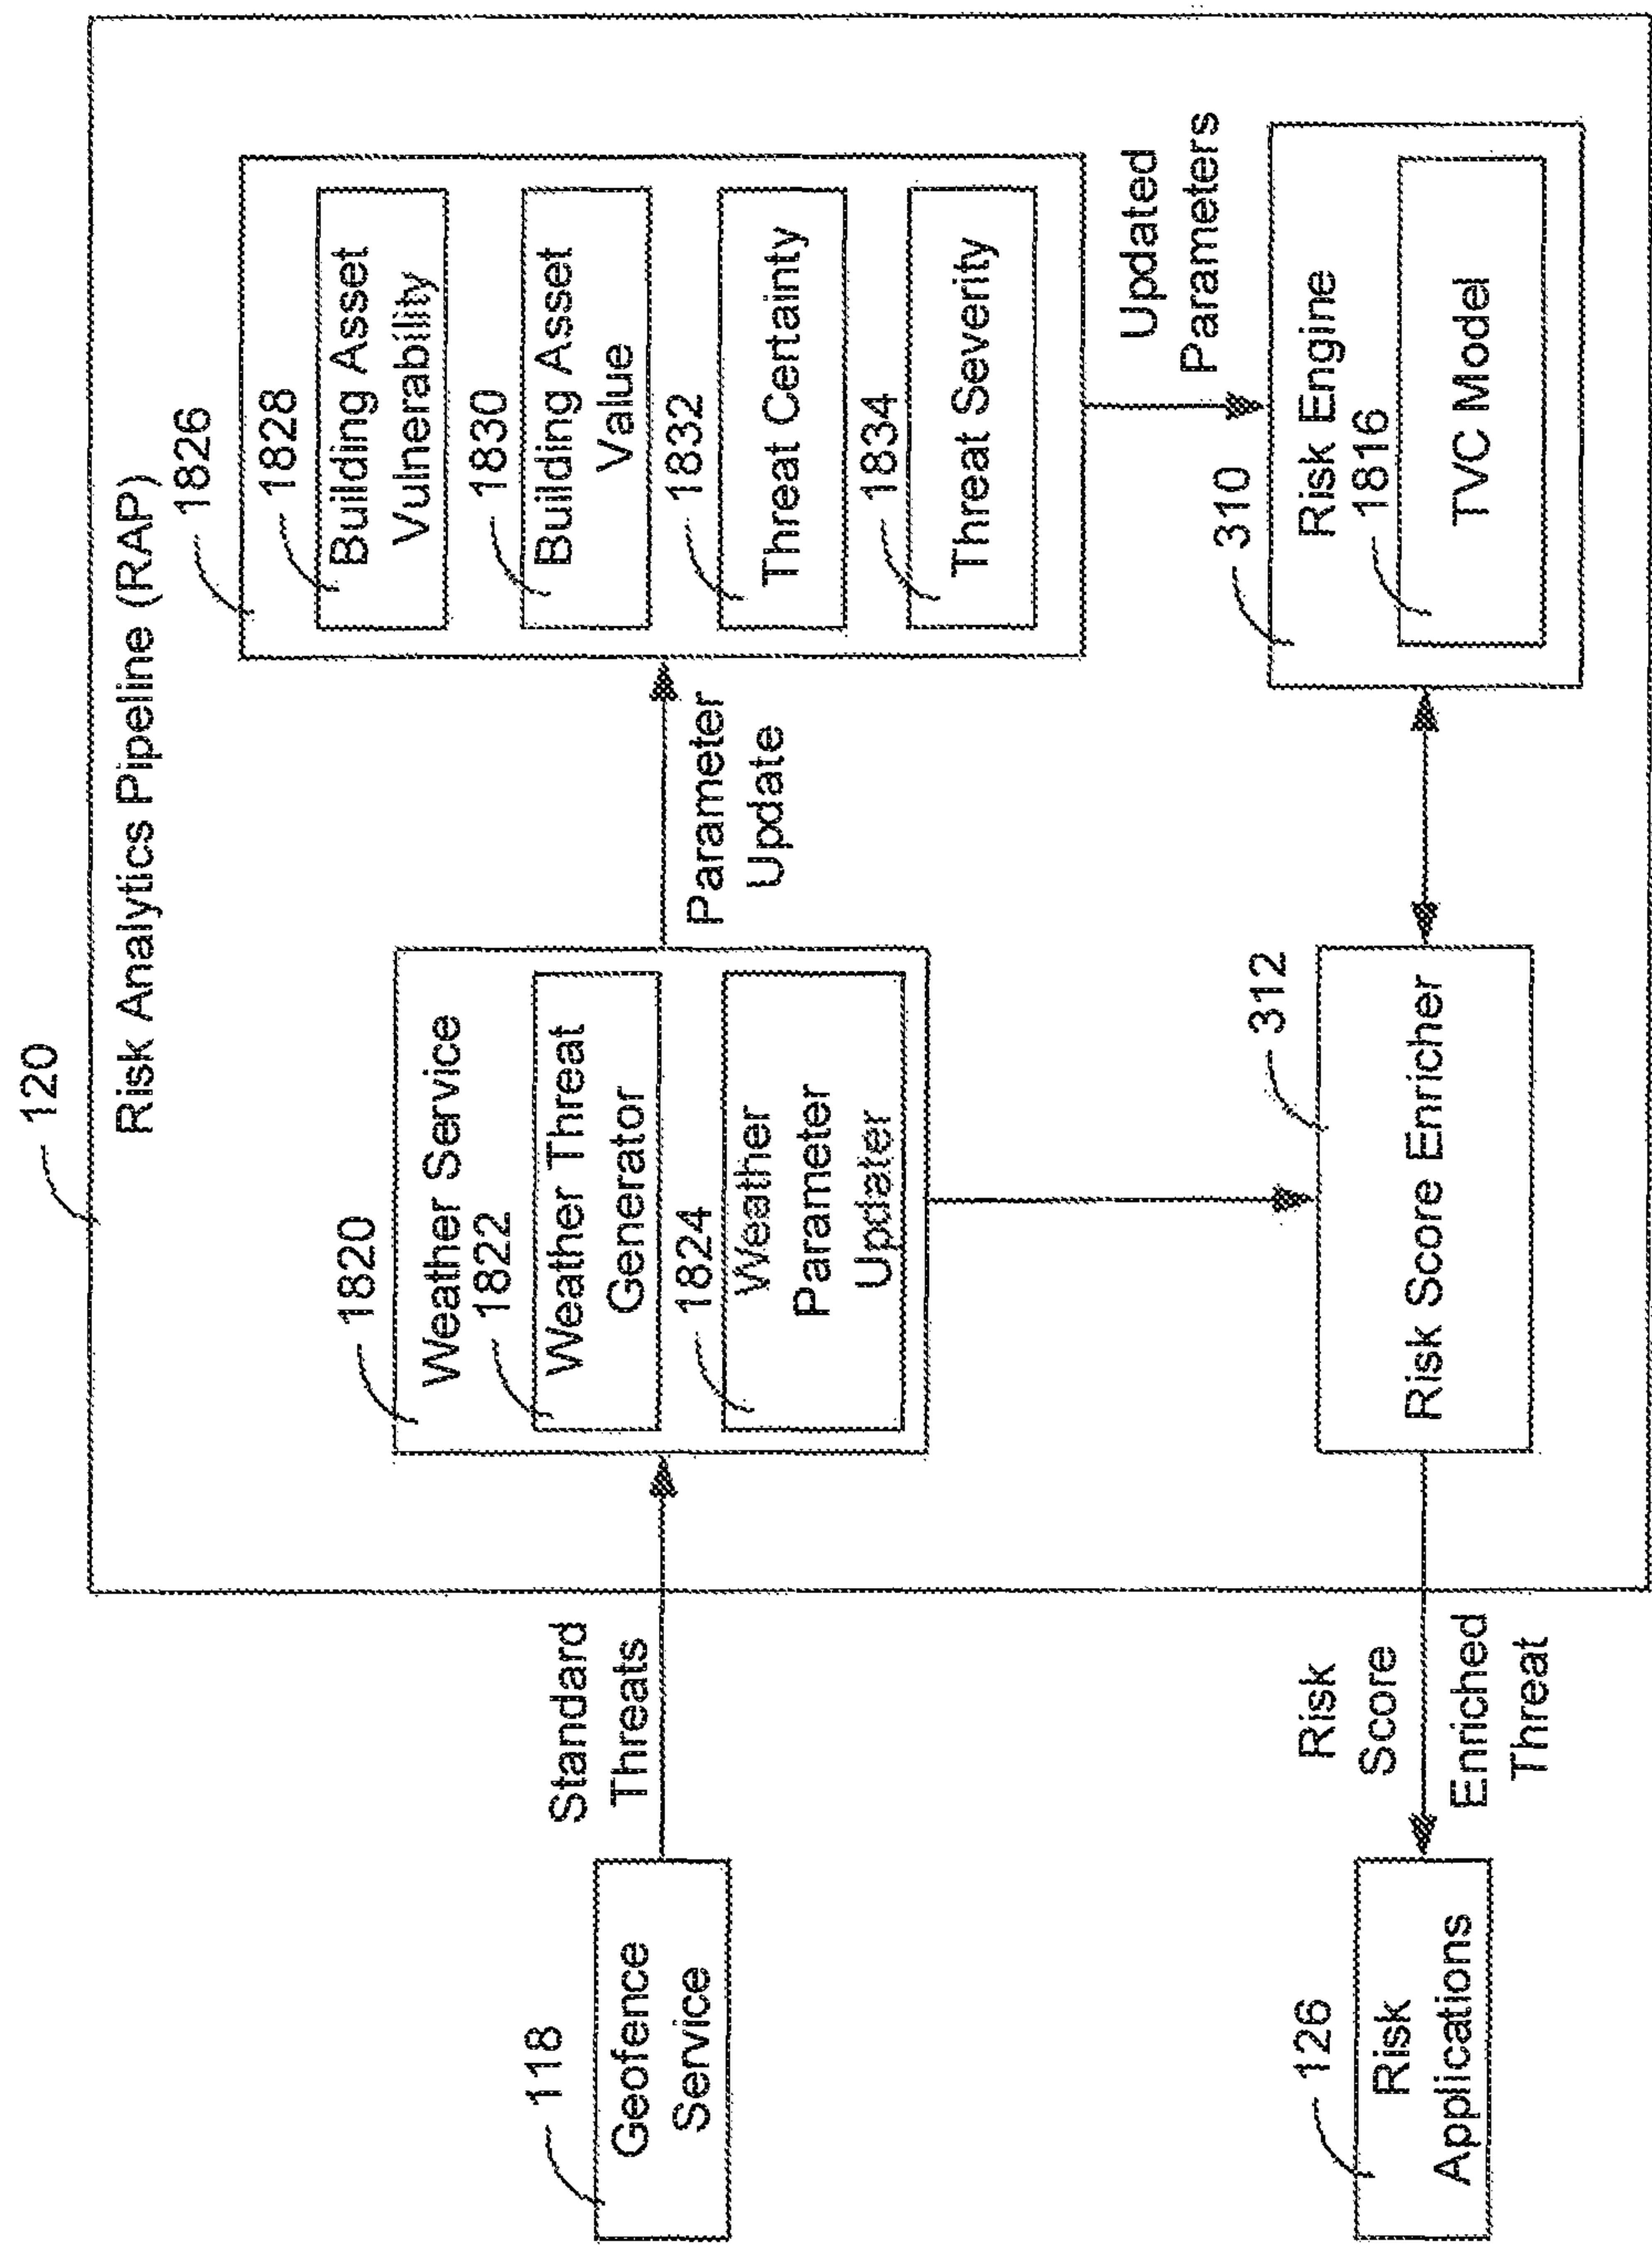 120
Risk Analytics Pipeline (RAP)
118
Geofence
Service
Standard
Threats
1820
Weather Service
1822
Weather Threat
Generator
1824
Weather
Parameter
Updater
Parameter
Update
1826
1828
Building Asset
Vulnerability
1830
Building Asset
Value
1832
Threat Certainty
1834
Threat Severity
Updated
Parameters
310
Risk Engine
1816
TVC Model
312
Risk Score Enricher
Risk
Score
Enriched
Threat
126
Risk
Applications